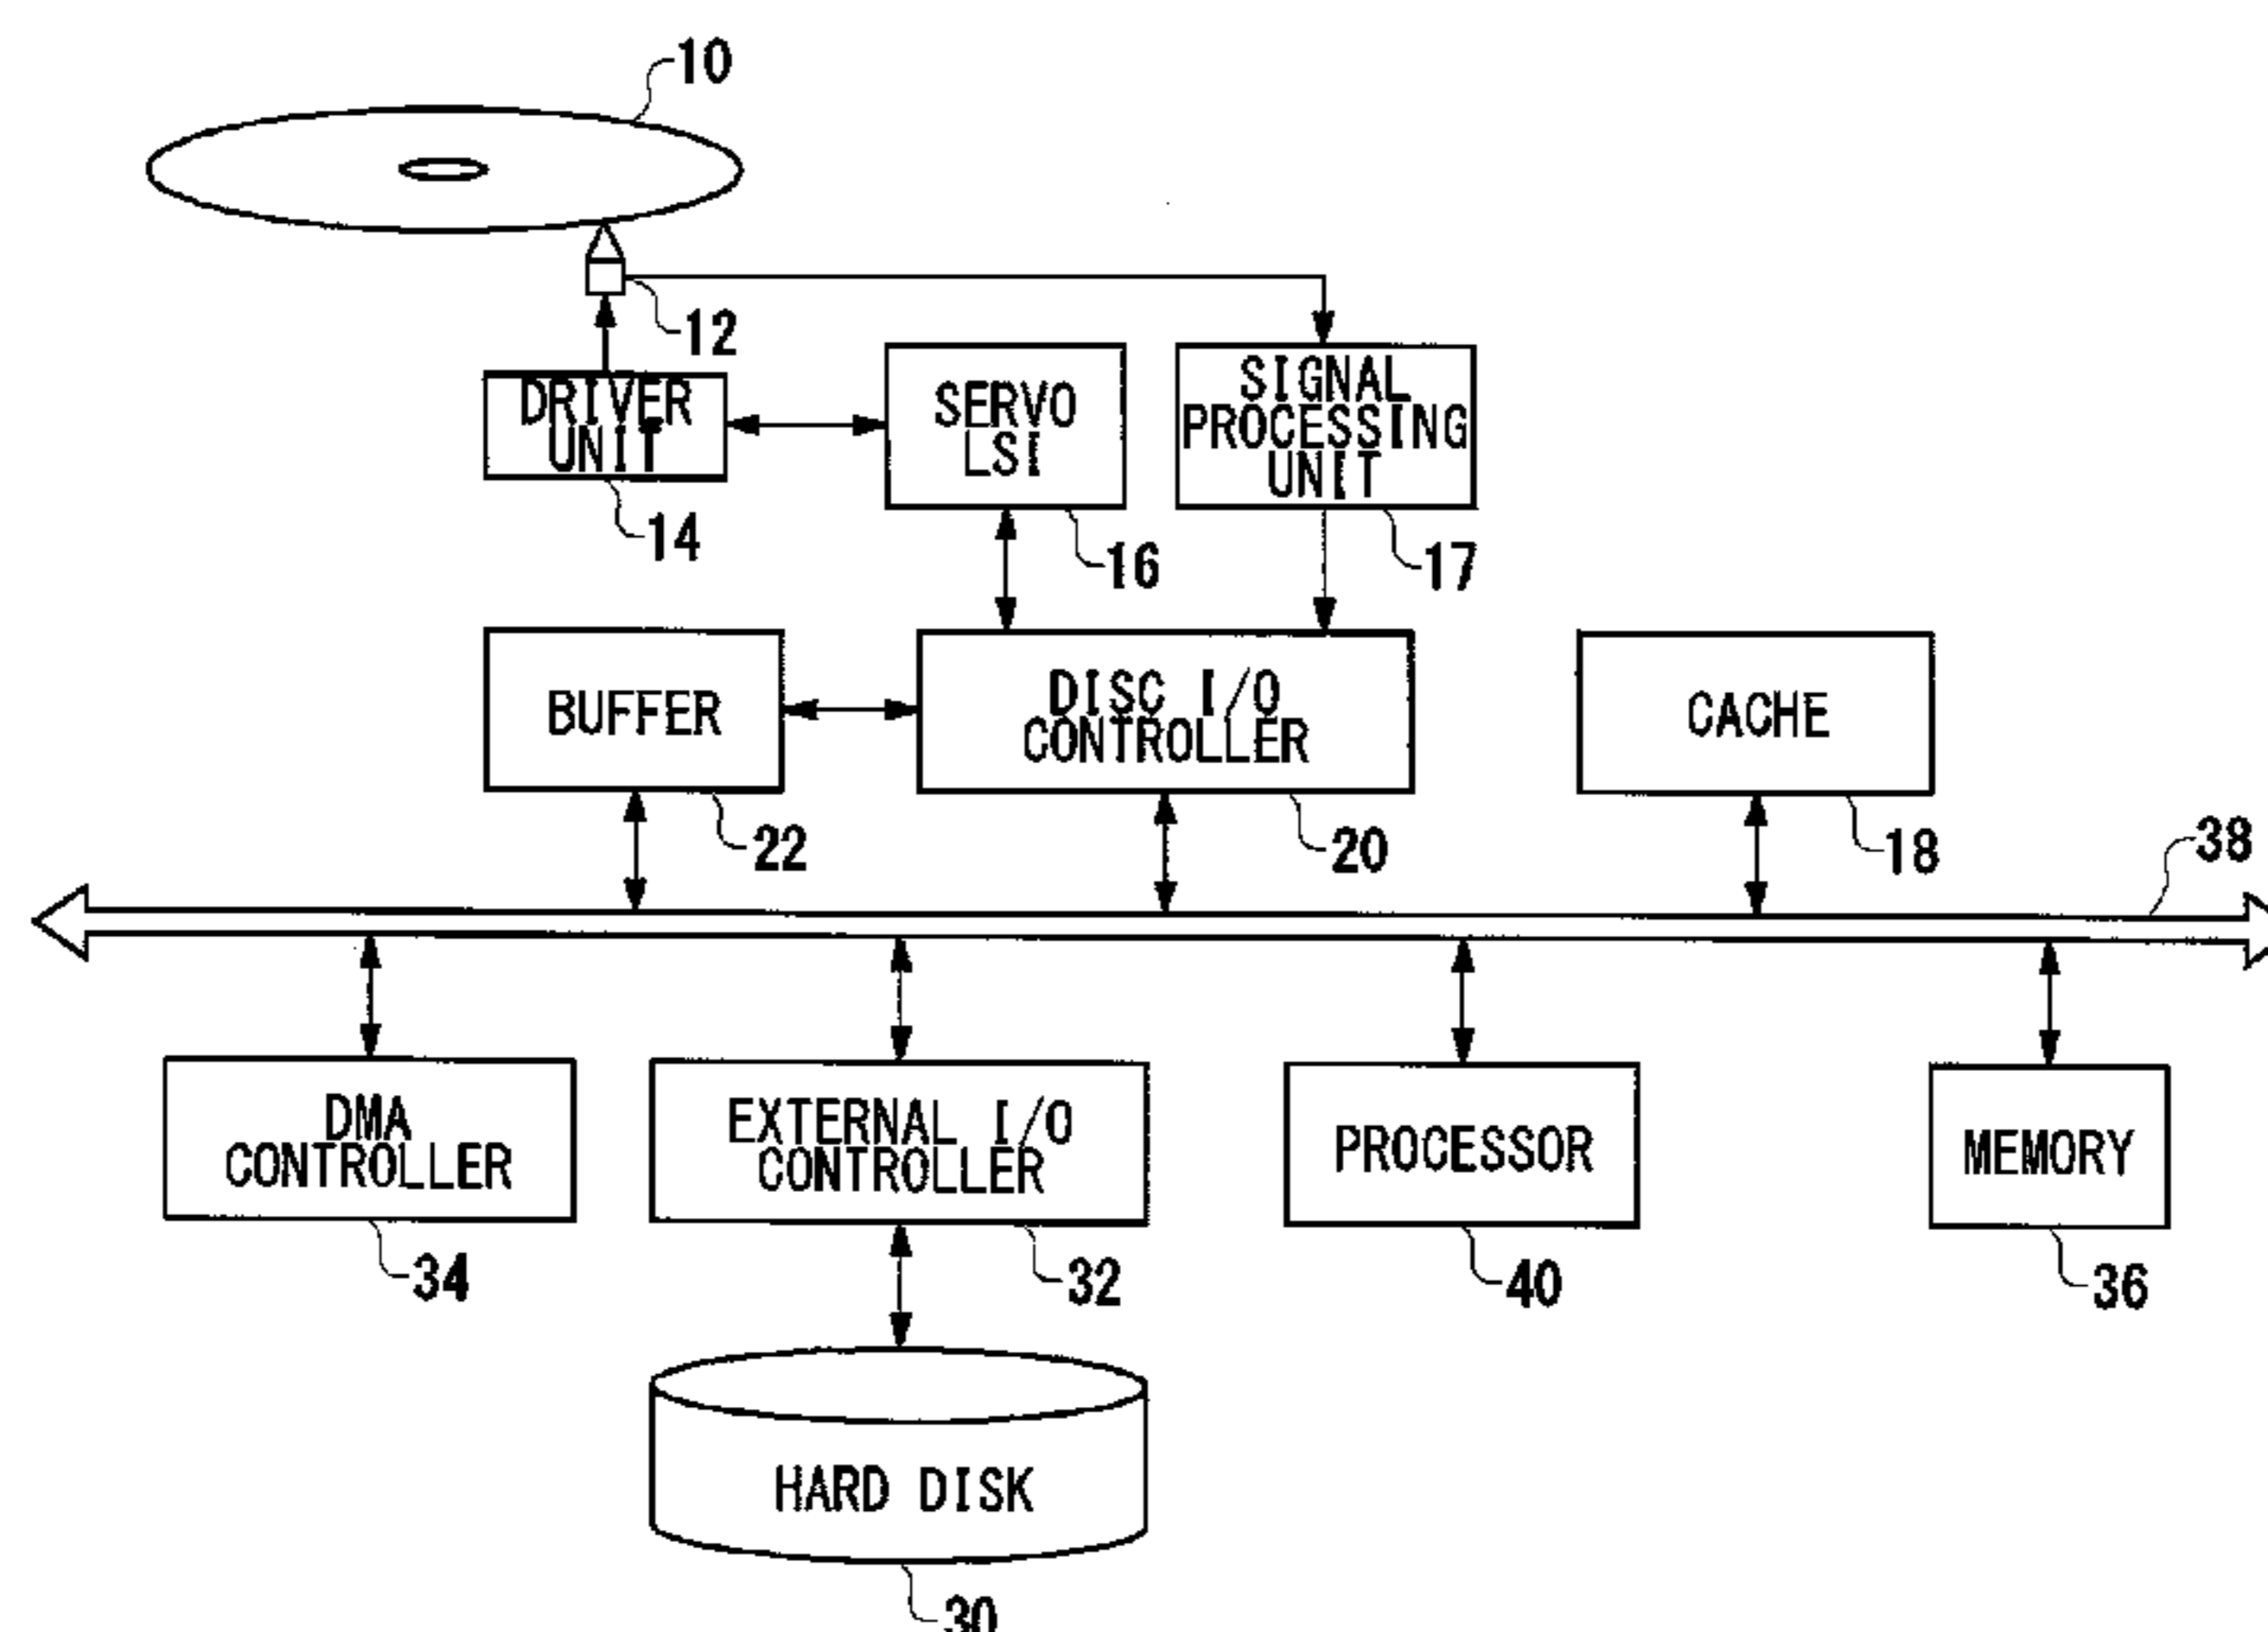 10
12
DRIVER
UNIT
14
SERVO
LSI
16
SIGNAL
PROCESSING
UNIT
17
BUFFER
22
DISC I/O
CONTROLLER
20
CACHE
18
38
DMA
CONTROLLER
34
EXTERNAL I/O
CONTROLLER
32
PROCESSOR
40
MEMORY
36
HARD DISK
30